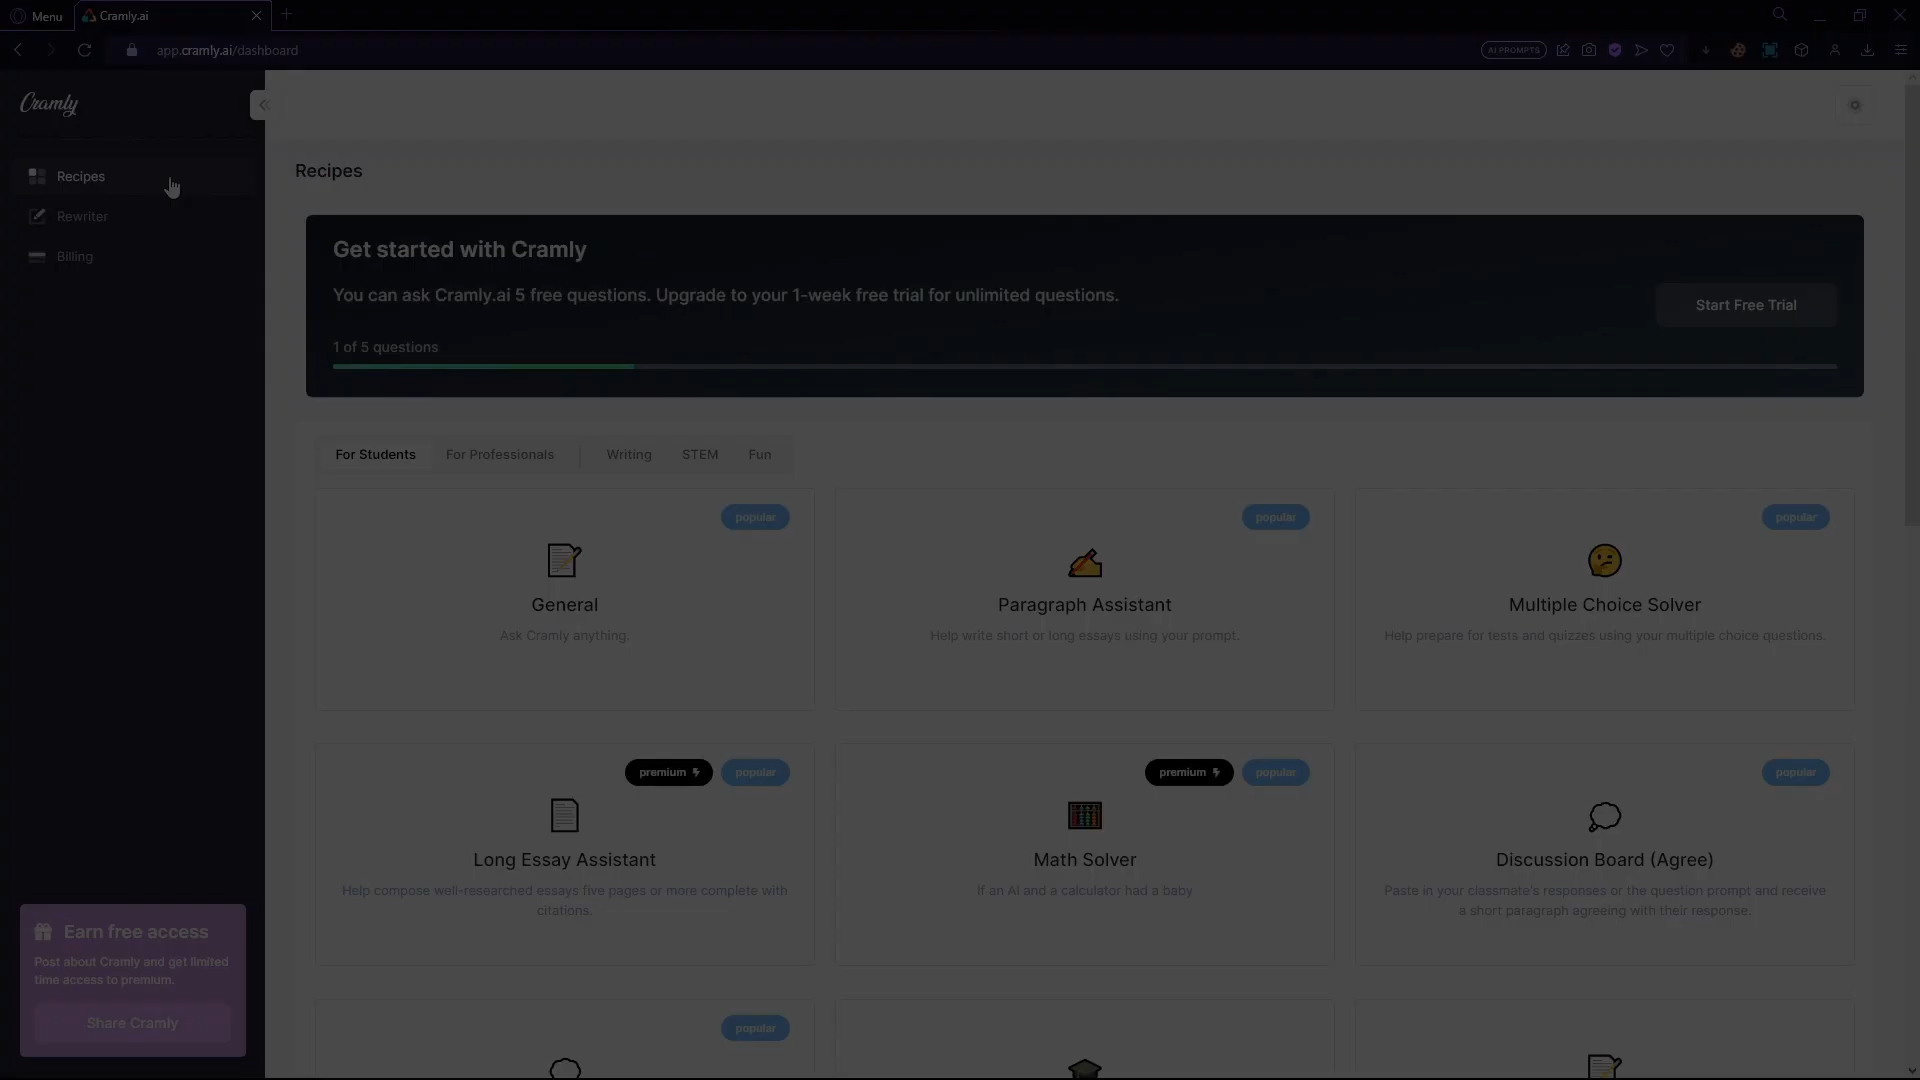 Menu
Cramly.ai
app.cramly.ai/dashboard
AI PROMPTS
Cramly
Recipes
Rewriter
Billing
Recipes
Get started with Cramly
You can ask Cramly.ai 5 free questions. Upgrade to your 1-week free trial for unlimited questions.
Start Free Trial
1 of 5 questions
For Students
For Professionals
Writing
STEM
Fun
popular
General
Ask Cramly anything.
popular
Paragraph Assistant
Help write short or long essays using your prompt.
popular
Multiple Choice Solver
Help prepare for tests and quizzes using your multiple choice questions.
premium
popular
Long Essay Assistant
Help compose well-researched essays five pages or more complete with
citations.
premium
popular
Math Solver
If an AI and a calculator had a baby
popular
Discussion Board (Agree)
Paste in your classmate's responses or the question prompt and receive
a short paragraph agreeing with their response.
popular
Earn free access
Post about Cramly and get limited
time access to premium.
Share Cramly